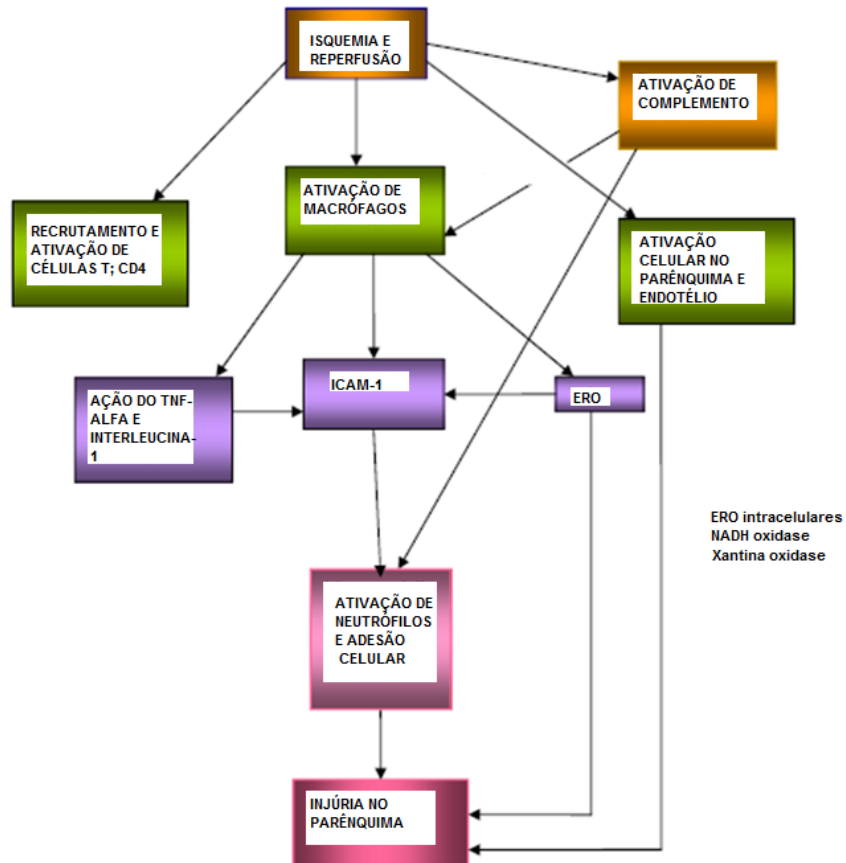 ISQUEMIA E
REPERFUSÃO
ATIVAÇÃO DE
COMPLEMENTO
ATIVAÇÃO DE
MACRÓFAGOS
RECRUTAMENTO E
ATIVAÇÃO DE
CÉLULAS T; CD4
ATIVAÇÃO
CELULAR NO
PARÊNQUIMA E
ENDOTÉLIO
AÇÃO DO TNF-
ALFA E
INTERLEUCINA-
1
ICAM-1
ERO
ERO intracelulares
NADH oxidase
Xantina oxidase
ATIVAÇÃO DE
NEUTRÓFILOS
E ADESÃO
CELULAR
INJÚRIA NO
PARÊNQUIMA